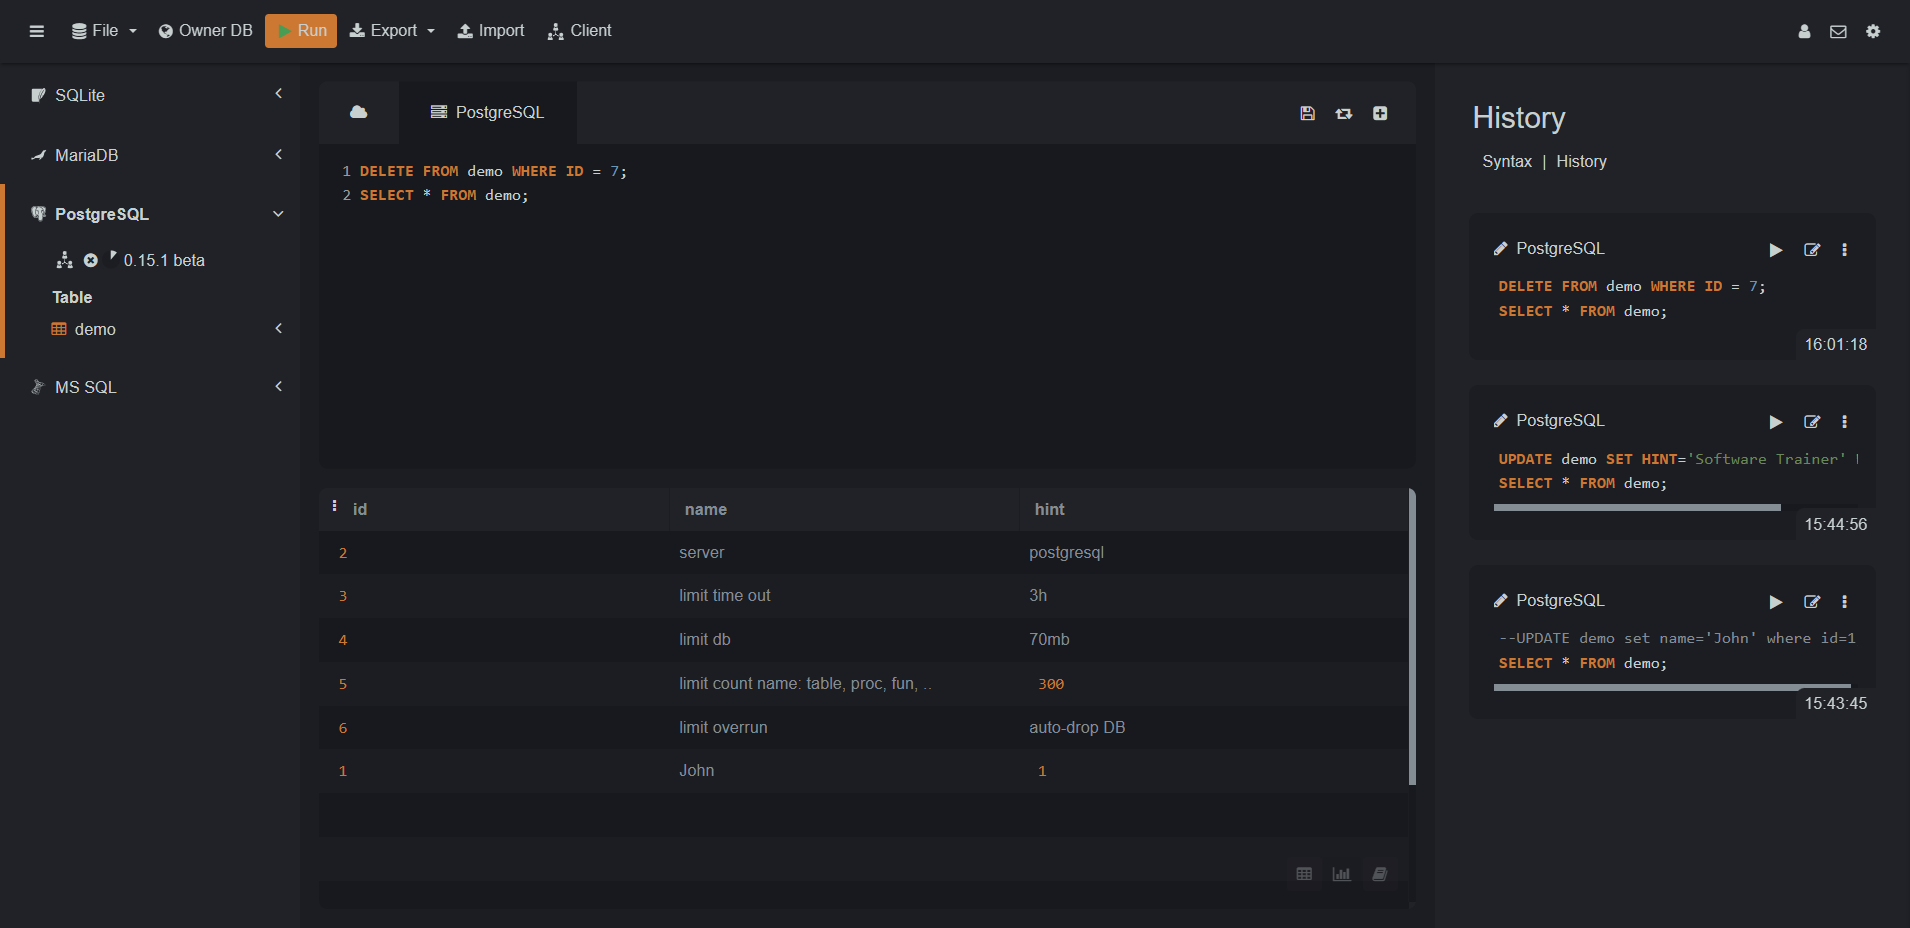 File Owner DB Run Export Import Client
SQLite
MariaDB
PostgreSQL
0.15.1 beta
Table
demo
MS SQL
PostgreSQL
1 DELETE FROM demo WHERE ID = 7;
2 SELECT * FROM demo;
id name hint
2 server postgresql
3 limit time out 3h
4 limit db 70mb
5 limit count name: table, proc, fun, .. 300
6 limit overrun auto-drop DB
1 John 1
History
Syntax | History
PostgreSQL
DELETE FROM demo WHERE ID = 7;
SELECT * FROM demo;
16:01:18
PostgreSQL
UPDATE demo SET HINT='Software Trainer'
SELECT * FROM demo;
15:44:56
PostgreSQL
--UPDATE demo set name='John' where id=1
SELECT * FROM demo;
15:43:45